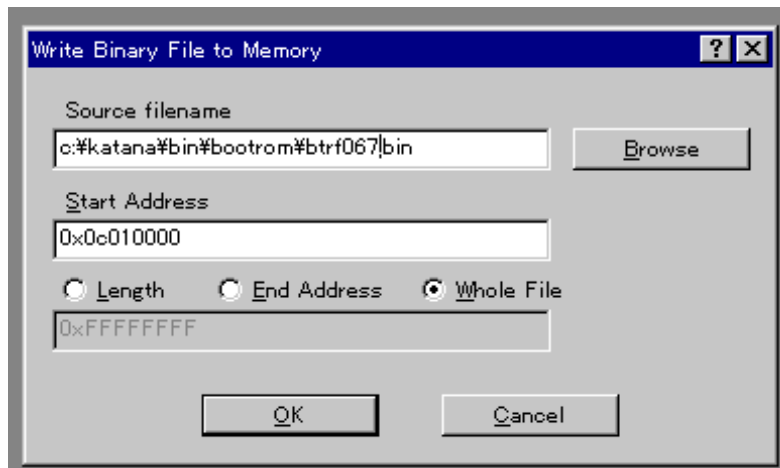 Write Binary File to Memory
Source filename
c:¥katana¥bin¥bootrom¥btrf067.bin
Browse
Start Address
0x0c010000
Length End Address Whole File
0xFFFFFFFF
OK Cancel